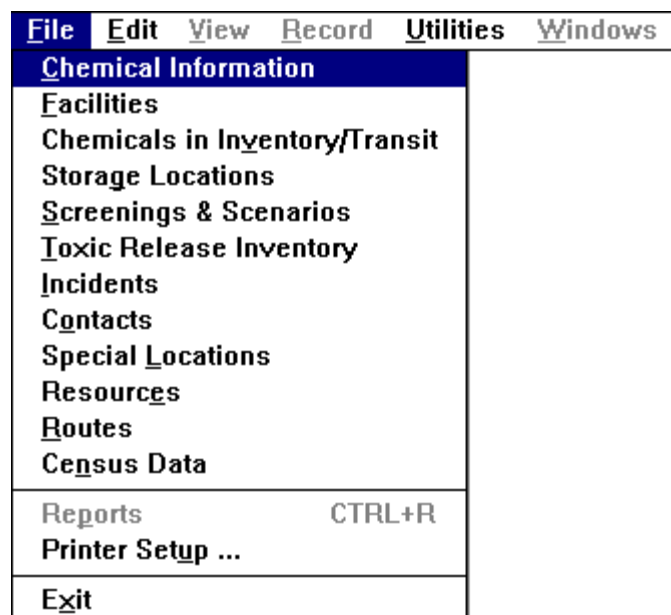 File Edit View Record Utilities Windows
Chemical Information
Facilities
Chemicals in Inventory/Transit
Storage Locations
Screenings & Scenarios
Toxic Release Inventory
Incidents
Contacts
Special Locations
Resources
Routes
Census Data
Reports CTRL+R
Printer Setup ...
Exit